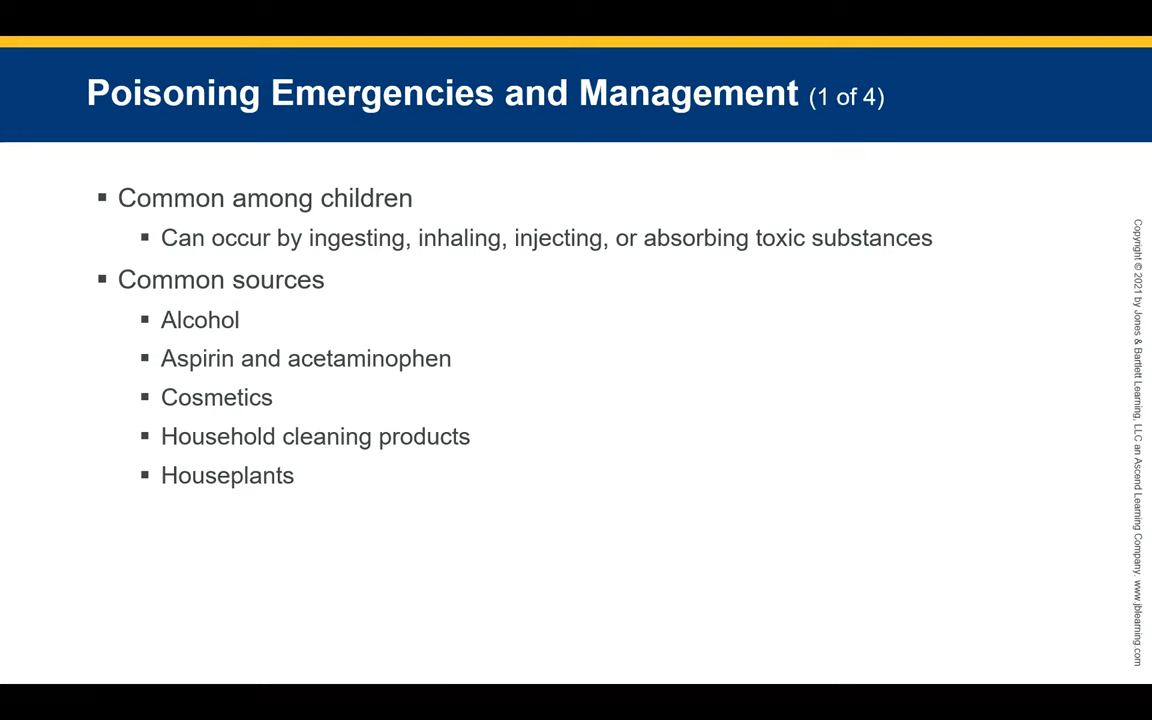 Poisoning Emergencies and Management (1 of 4)
▪ Common among children
▪ Can occur by ingesting, inhaling, injecting, or absorbing toxic substances
▪ Common sources
▪ Alcohol
▪ Aspirin and acetaminophen
▪ Cosmetics
▪ Household cleaning products
▪ Houseplants
Copyright © 2021 by Jones & Bartlett Learning, LLC an Ascend Learning Company. www.jblearning.com